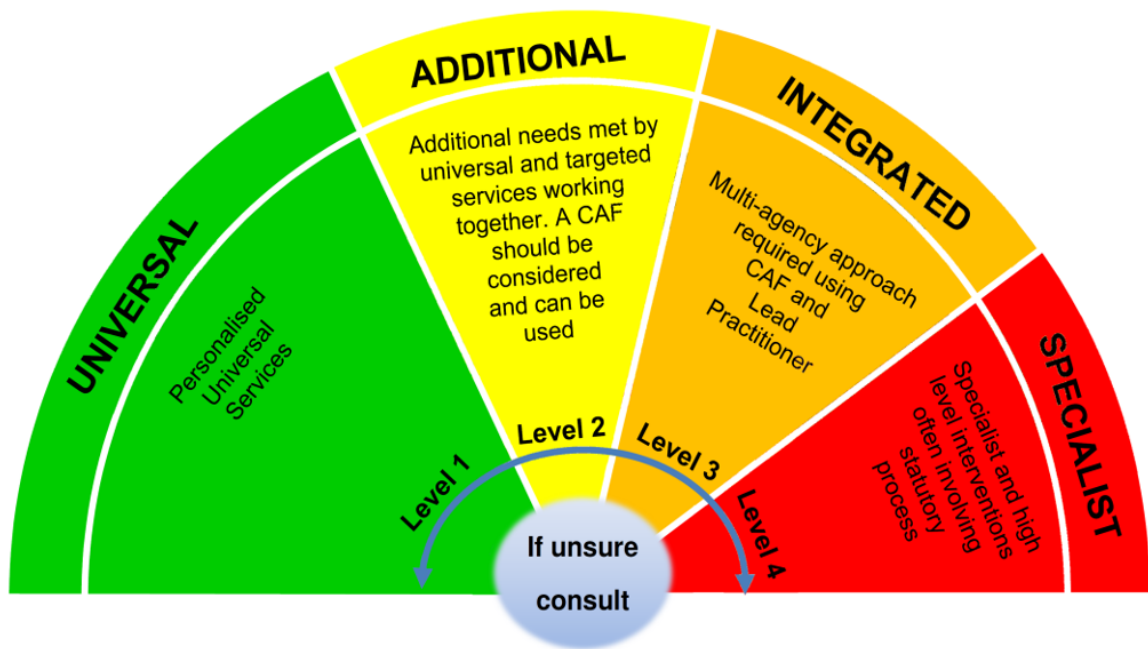 UNIVERSAL
Personalised
Universal
Services
Level 1
ADDITIONAL
Additional needs met by
universal and targeted
services working
together. A CAF
should be
considered
and can be
used
Level 2
INTEGRATED
Multi-agency approach
required using
CAF and
Lead
Practitioner
Level 3
SPECIALIST
Specialist and high
level interventions
often involving
statutory
process
Level 4
If unsure
consult